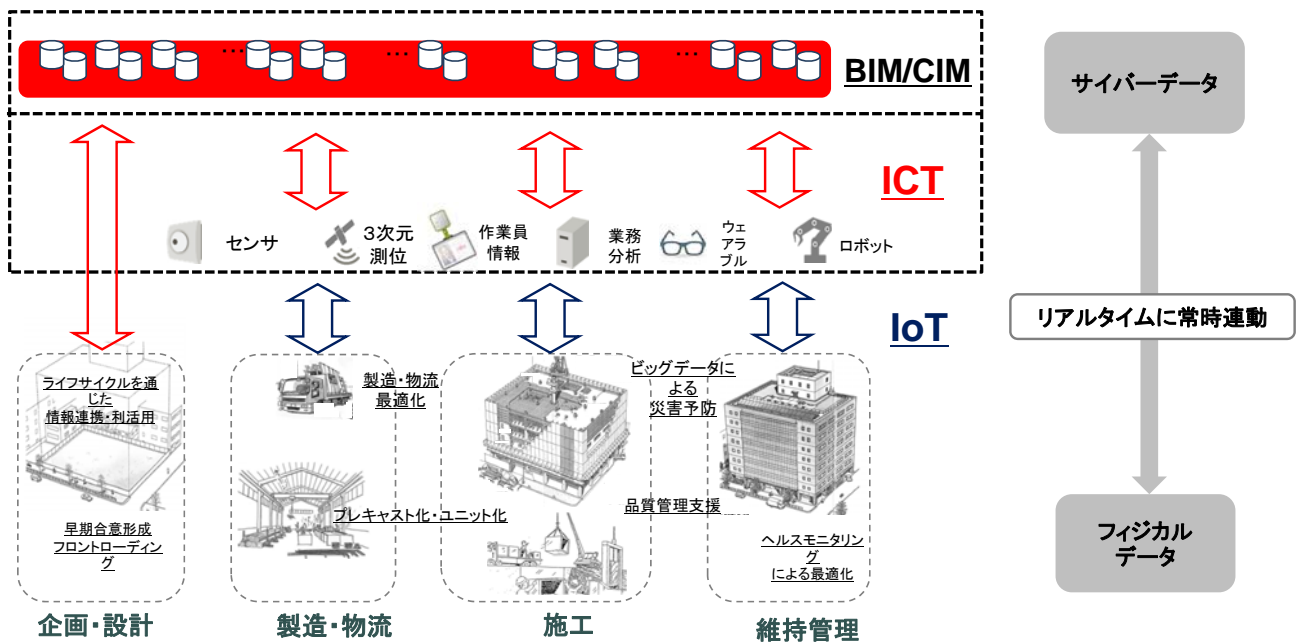 … … …
BIM/CIM
サイバーデータ
ICT
センサ
３次元
測位
作業員
情報
業務
分析
ウェ
アラ
ブル
ロボット
リアルタイムに常時連動
IoT
ライフサイクルを通
じた
情報連携・利活用
早期合意形成
フロントローディン
グ
製造・物流
最適化
プレキャスト化・ユニット化
ビッグデータに
よる
災害予防
品質管理支援
ヘルスモニタリン
グ
による最適化
フィジカル
データ
企画・設計
製造・物流
施工
維持管理